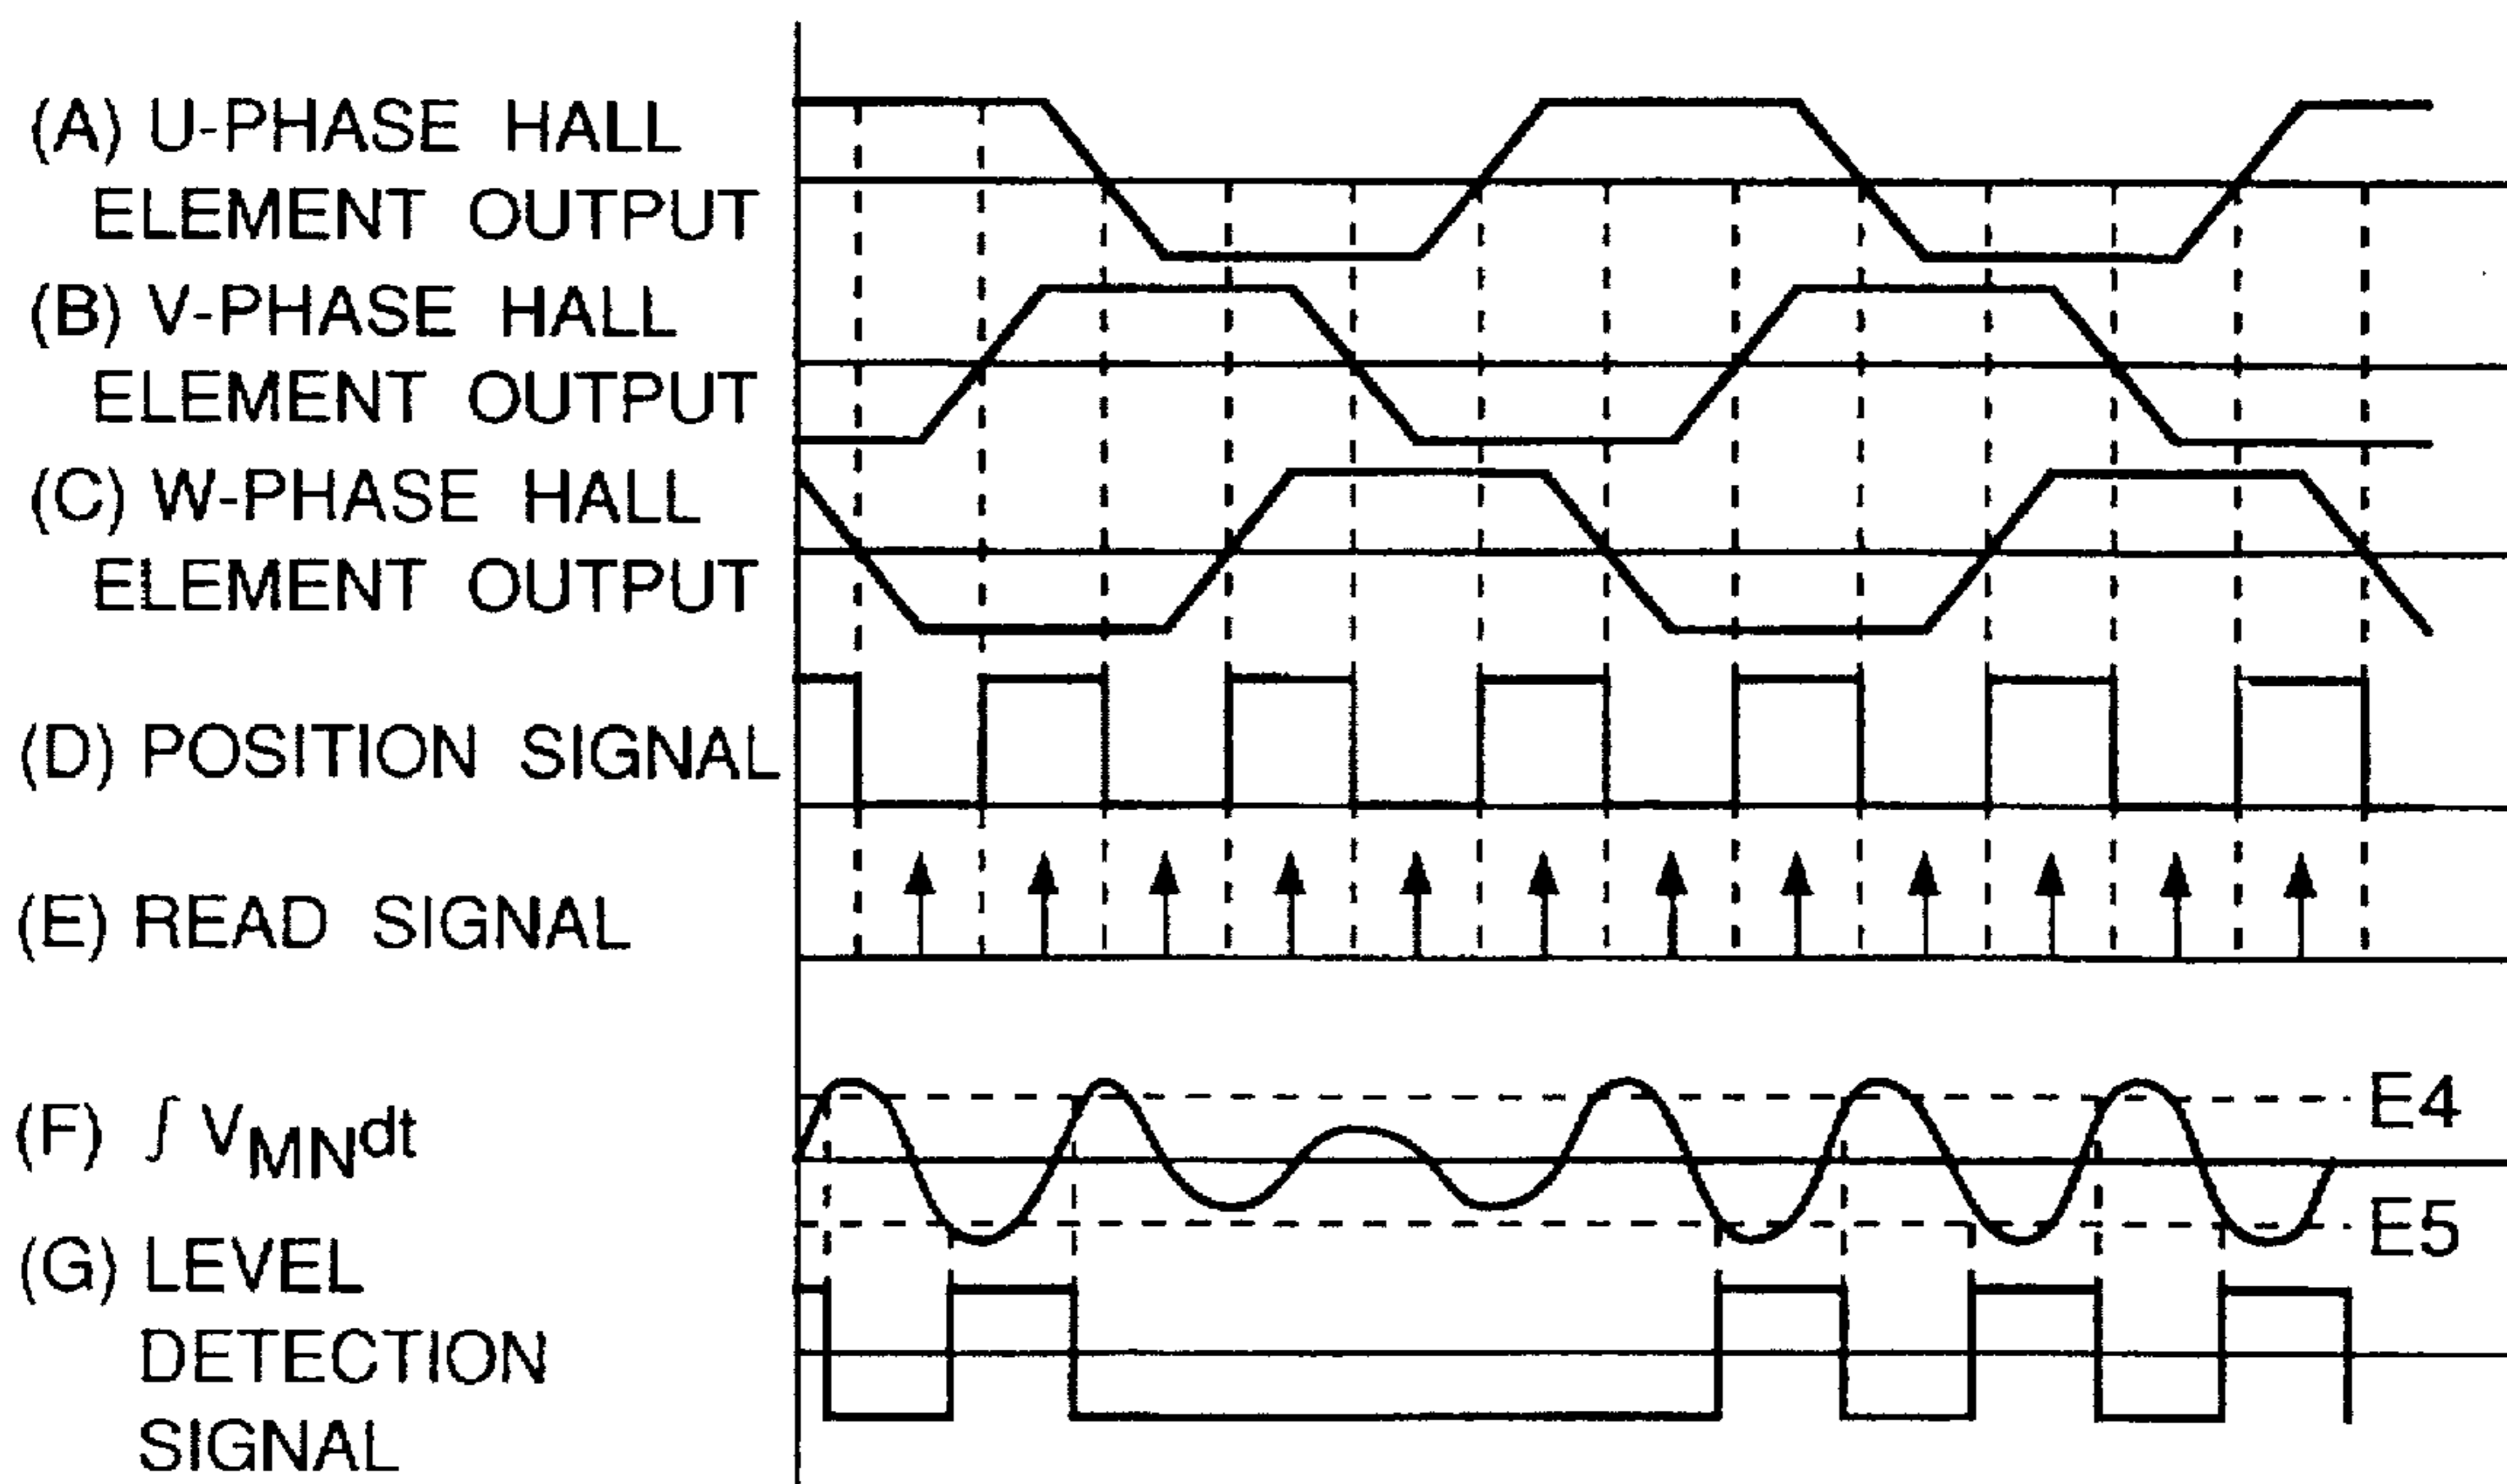 (A) U-PHASE HALL
ELEMENT OUTPUT
(B) V-PHASE HALL
ELEMENT OUTPUT
(C) W-PHASE HALL
ELEMENT OUTPUT
(D) POSITION SIGNAL
(E) READ SIGNAL
(F) ∫ VMNdt
E4
E5
(G) LEVEL
DETECTION
SIGNAL